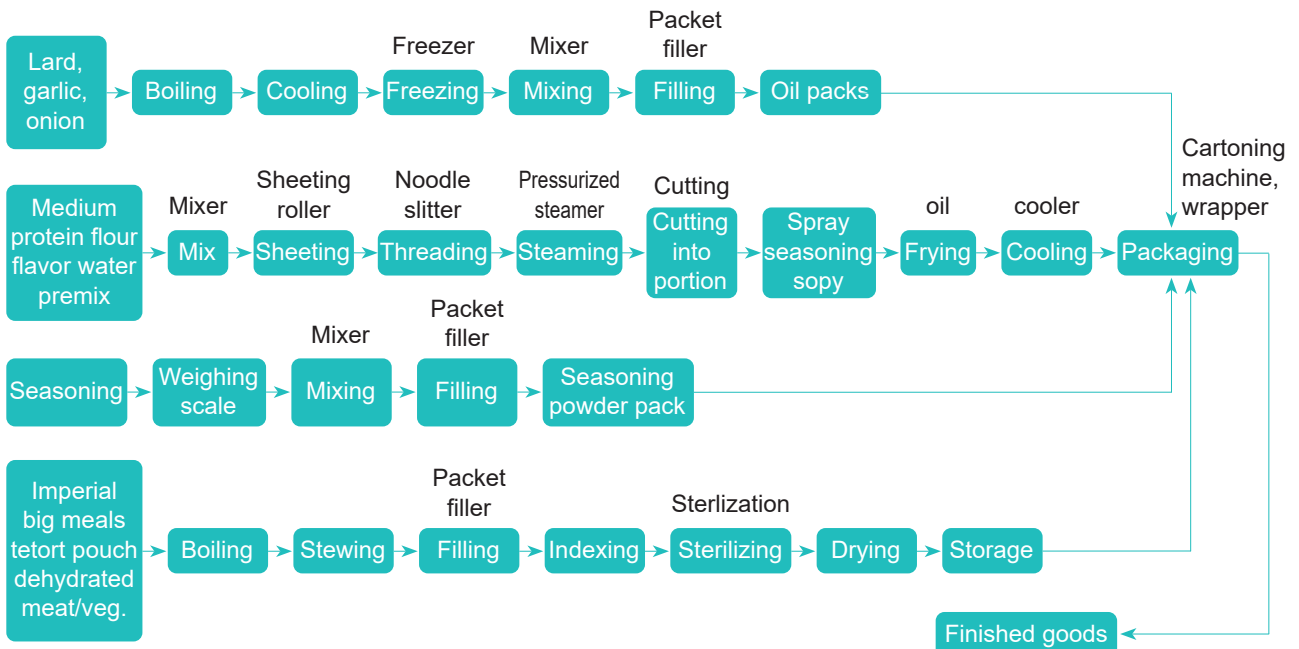 Lard,
garlic,
onion
Boiling
Cooling
Freezer
Freezing
Mixer
Mixing
Packet
filler
Filling
Oil packs
Cartoning
machine,
wrapper
Medium
protein flour
flavor water
premix
Mixer
Mix
Sheeting
roller
Sheeting
Noodle
slitter
Threading
Pressurized
steamer
Steaming
Cutting
Cutting
into
portion
Spray
seasoning
sopy
oil
Frying
cooler
Cooling
Packaging
Seasoning
Weighing
scale
Mixer
Mixing
Packet
filler
Filling
Seasoning
powder pack
Imperial
big meals
tetort pouch
dehydrated
meat/veg.
Boiling
Stewing
Packet
filler
Filling
Indexing
Sterlization
Sterilizing
Drying
Storage
Finished goods